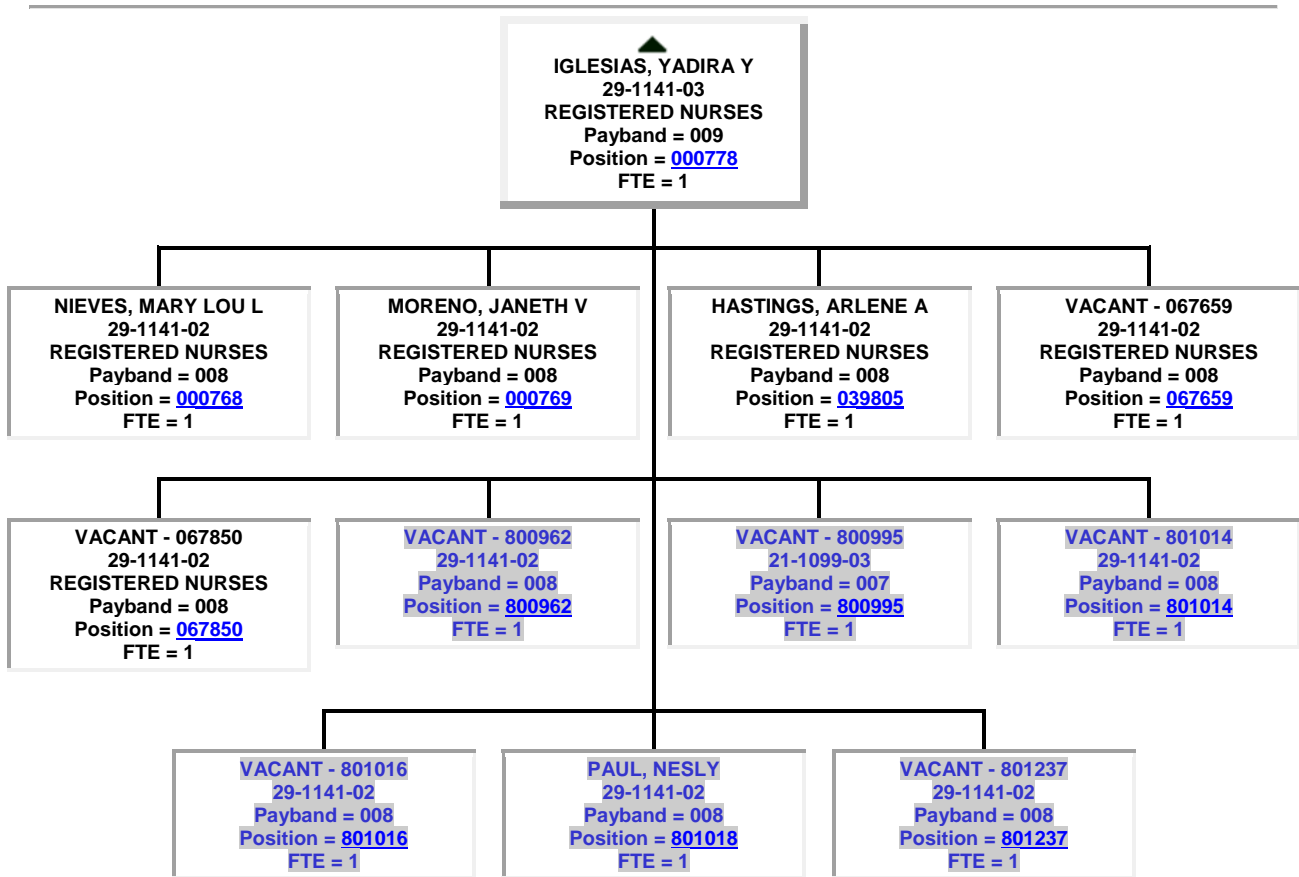 IGLESIAS, YADIRA Y
29-1141-03
REGISTERED NURSES
Payband = 009
Position = 000778
FTE = 1
NIEVES, MARY LOU L
29-1141-02
REGISTERED NURSES
Payband = 008
Position = 000768
FTE = 1
MORENO, JANETH V
29-1141-02
REGISTERED NURSES
Payband = 008
Position = 000769
FTE = 1
HASTINGS, ARLENE A
29-1141-02
REGISTERED NURSES
Payband = 008
Position = 039805
FTE = 1
VACANT - 067659
29-1141-02
REGISTERED NURSES
Payband = 008
Position = 067659
FTE = 1
VACANT - 067850
29-1141-02
REGISTERED NURSES
Payband = 008
Position = 067850
FTE = 1
VACANT - 800962
29-1141-02
Payband = 008
Position = 800962
FTE = 1
VACANT - 800995
21-1099-03
Payband = 007
Position = 800995
FTE = 1
VACANT - 801014
29-1141-02
Payband = 008
Position = 801014
FTE = 1
VACANT - 801016
29-1141-02
Payband = 008
Position = 801016
FTE = 1
PAUL, NESLY
29-1141-02
Payband = 008
Position = 801018
FTE = 1
VACANT - 801237
29-1141-02
Payband = 008
Position = 801237
FTE = 1